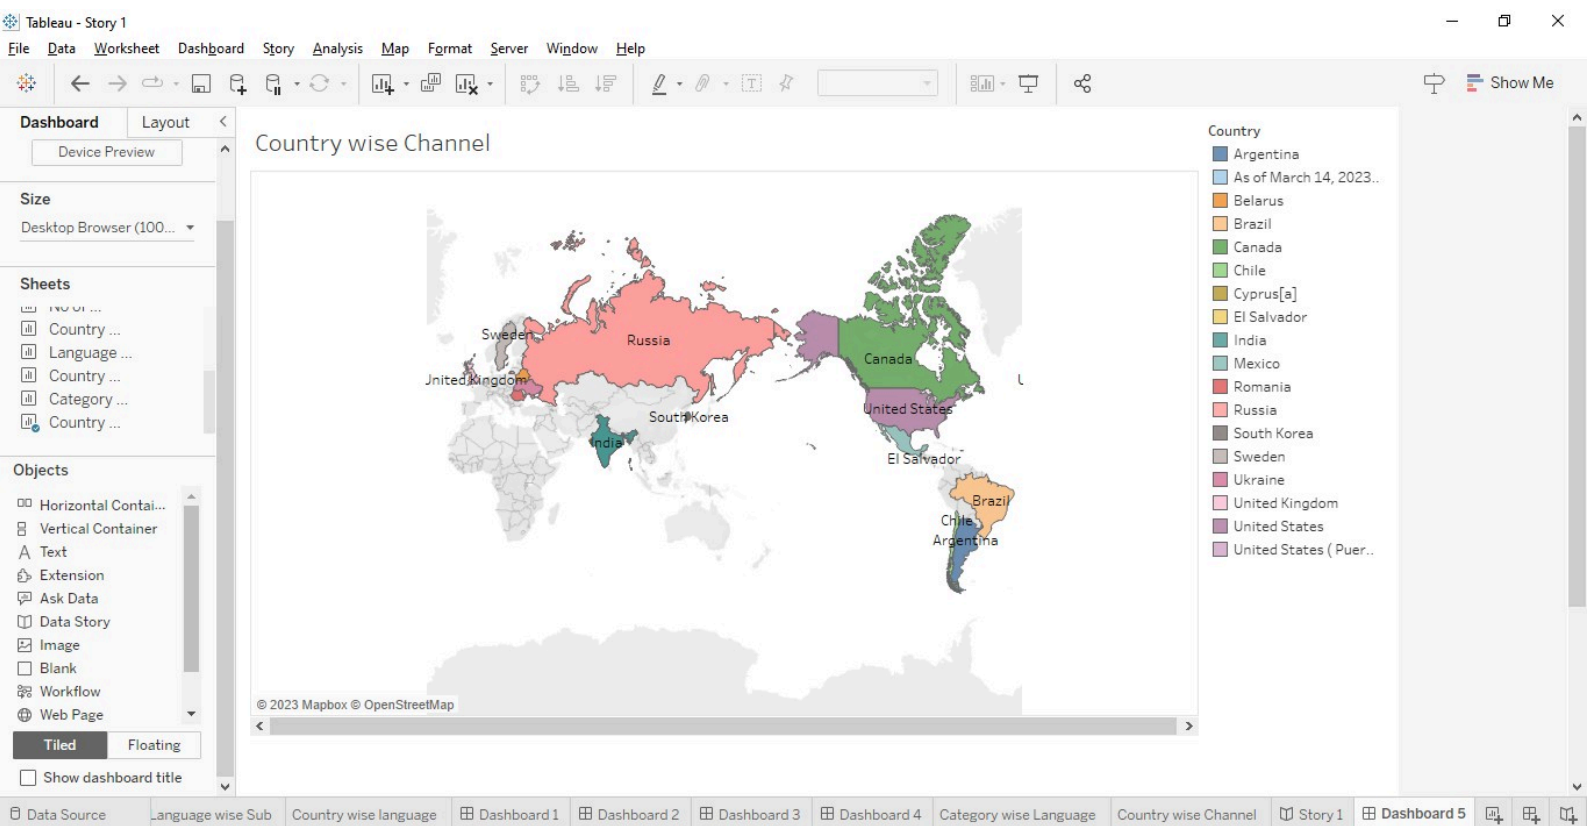 Tableau - Story 1
File Data Worksheet Dashboard Story Analysis Map Format Server Window Help
Show Me
Dashboard Layout
Device Preview
Size
Desktop Browser (100...
Sheets
Country ...
Language ...
Country ...
Category ...
Country ...
Objects
Horizontal Contai...
Vertical Container
Text
Extension
Ask Data
Data Story
Image
Blank
Workflow
Web Page
Tiled Floating
Show dashboard title
Country wise Channel
Sweden
Russia
United Kingdom
Canada
United States
South Korea
India
El Salvador
Brazil
Chile
Argentina
© 2023 Mapbox © OpenStreetMap
Country
Argentina
As of March 14, 2023..
Belarus
Brazil
Canada
Chile
Cyprus[a]
El Salvador
India
Mexico
Romania
Russia
South Korea
Sweden
Ukraine
United Kingdom
United States
United States ( Puer..
Data Source Language wise Sub Country wise language Dashboard 1 Dashboard 2 Dashboard 3 Dashboard 4 Category wise Language Country wise Channel Story 1 Dashboard 5